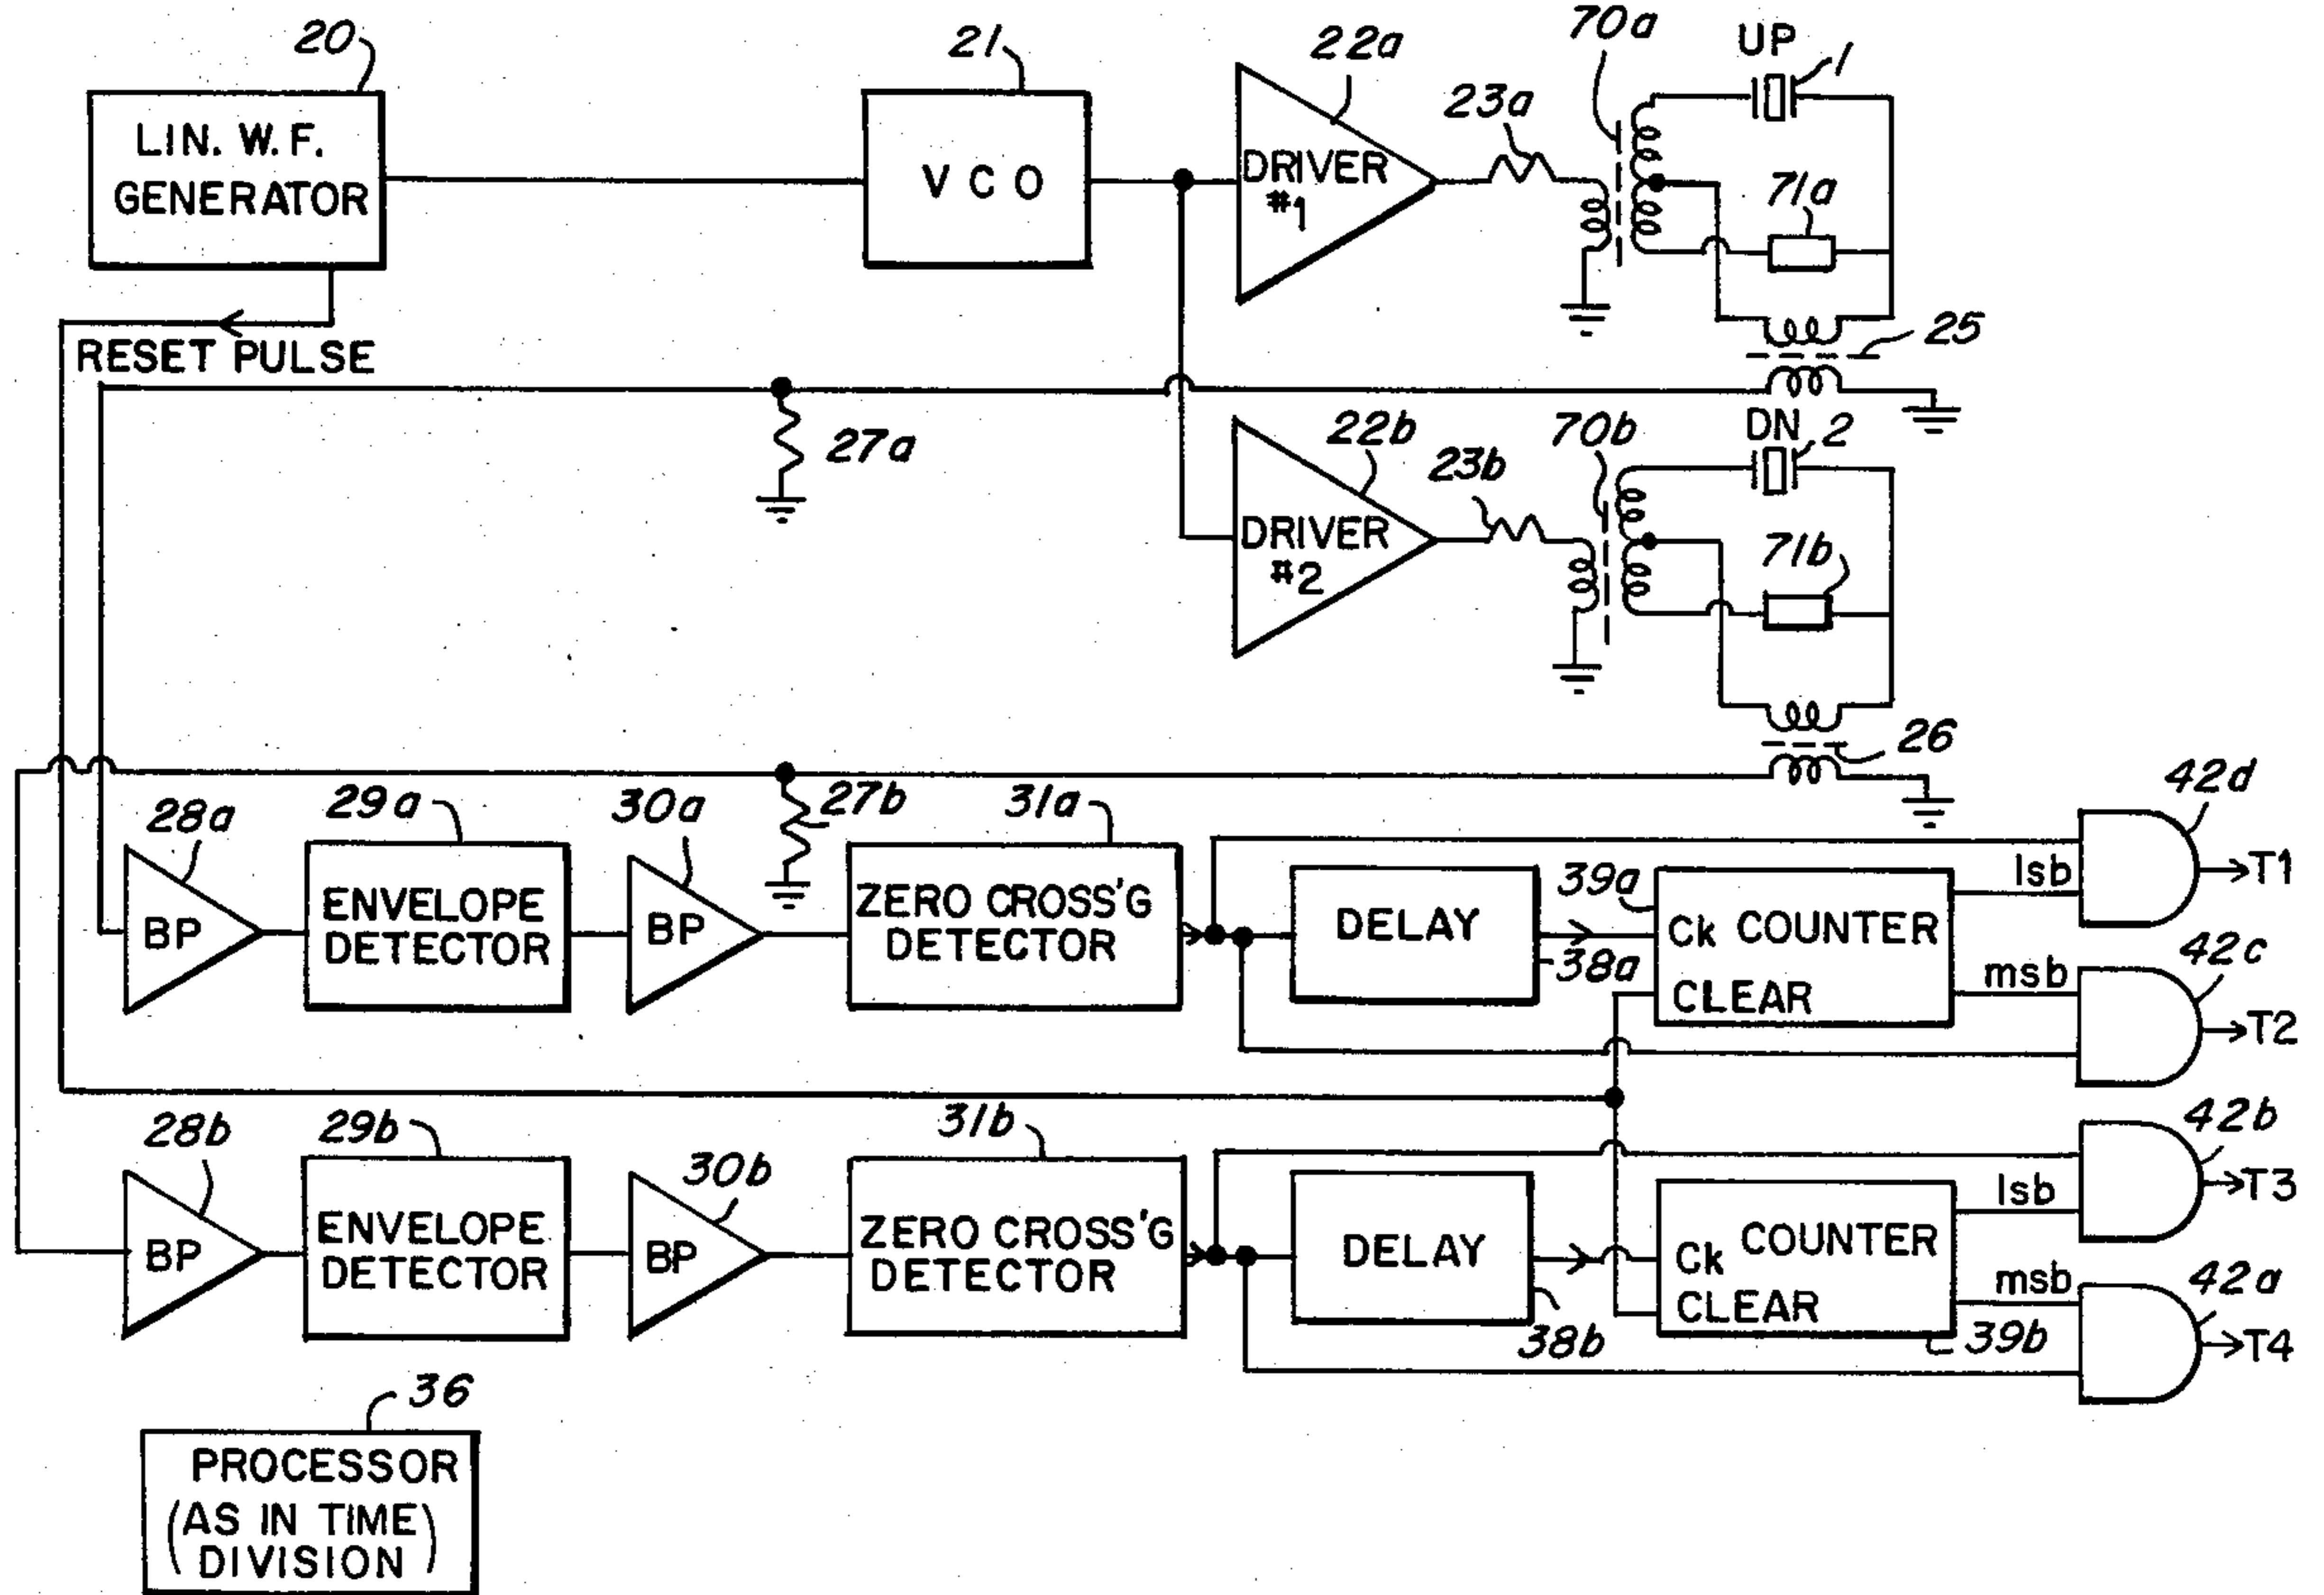 20
LIN. W.F.
GENERATOR
21
VCO
22a
DRIVER
#1
23a
70a
UP
1
71a
25
RESET PULSE
27a
22b
DRIVER
#2
23b
70b
DN
2
71b
26
27b
28a
BP
29a
ENVELOPE
DETECTOR
30a
BP
31a
ZERO CROSS'G
DETECTOR
DELAY
38a
39a
Ck COUNTER
CLEAR
lsb
msb
42d
T1
42c
T2
28b
BP
29b
ENVELOPE
DETECTOR
30b
BP
31b
ZERO CROSS'G
DETECTOR
DELAY
38b
Ck COUNTER
CLEAR
39b
lsb
msb
42b
T3
42a
T4
36
PROCESSOR
(AS IN TIME
DIVISION)